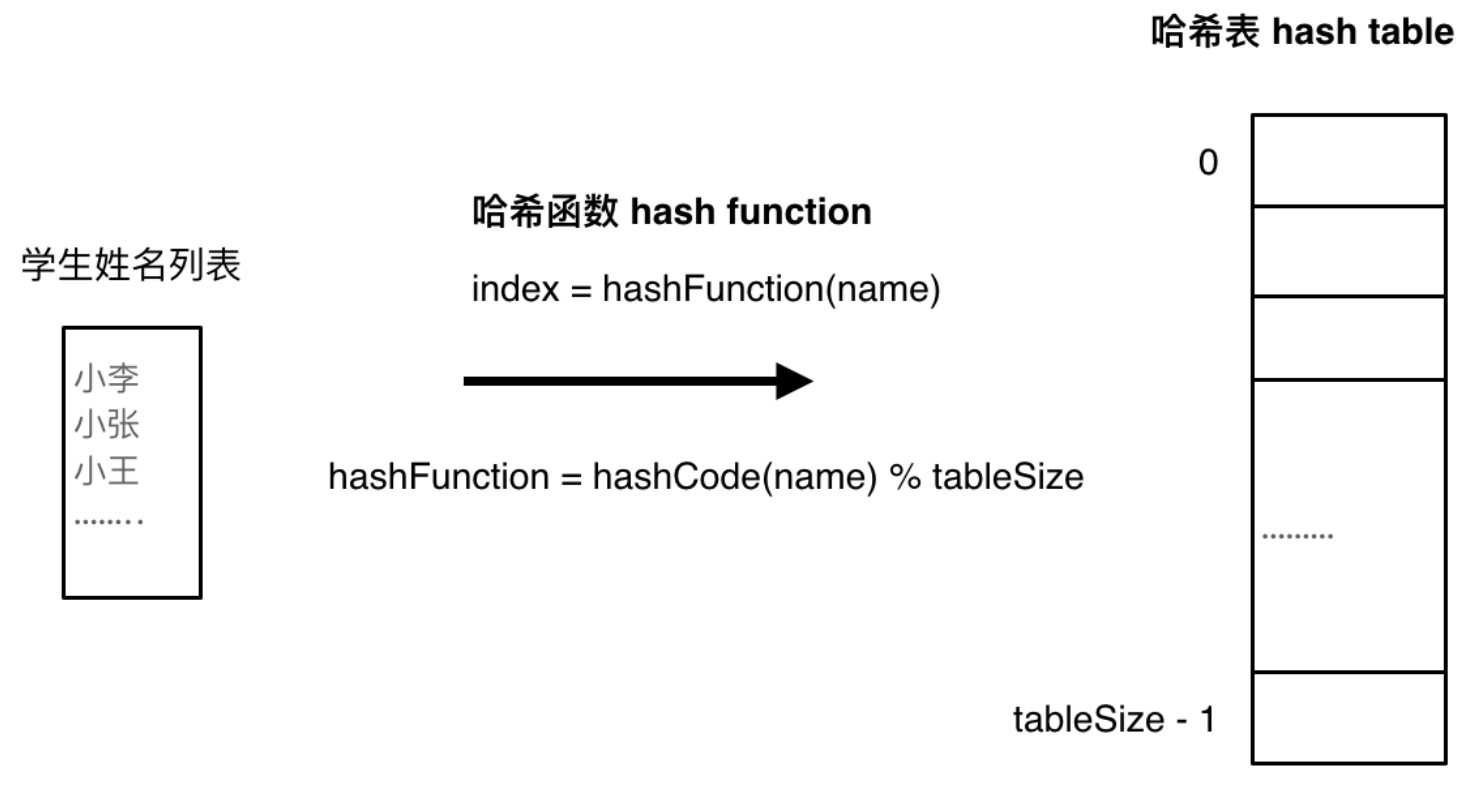 哈希表 hash table
0
哈希函数 hash function
学生姓名列表
index = hashFunction(name)
小李
小张
小王
........
hashFunction = hashCode(name) % tableSize
.........
tableSize - 1